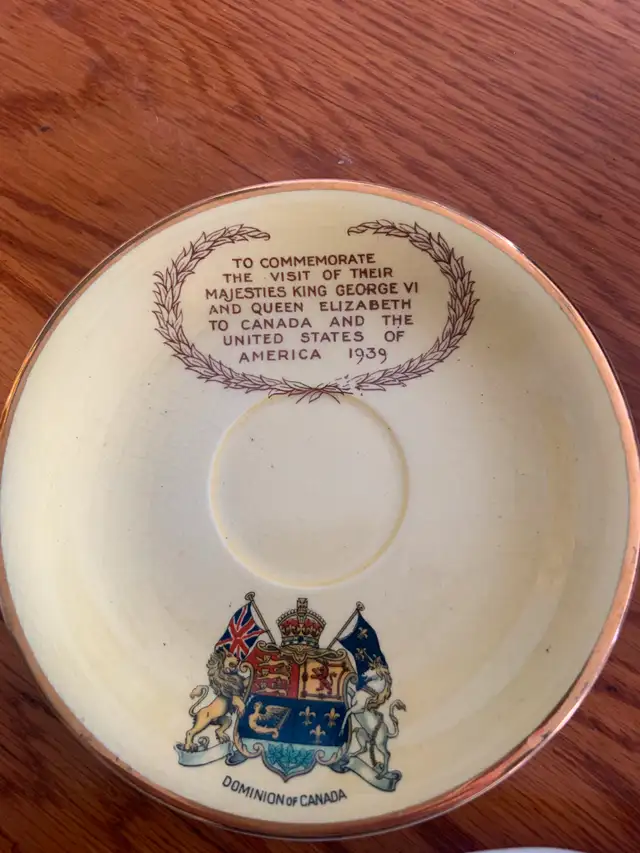 TO COMMEMORATE
THE VISIT OF THEIR
MAJESTIES KING GEORGE VI
AND QUEEN ELIZABETH
TO CANADA AND THE
UNITED STATES OF
AMERICA 1939
DOMINION OF CANADA